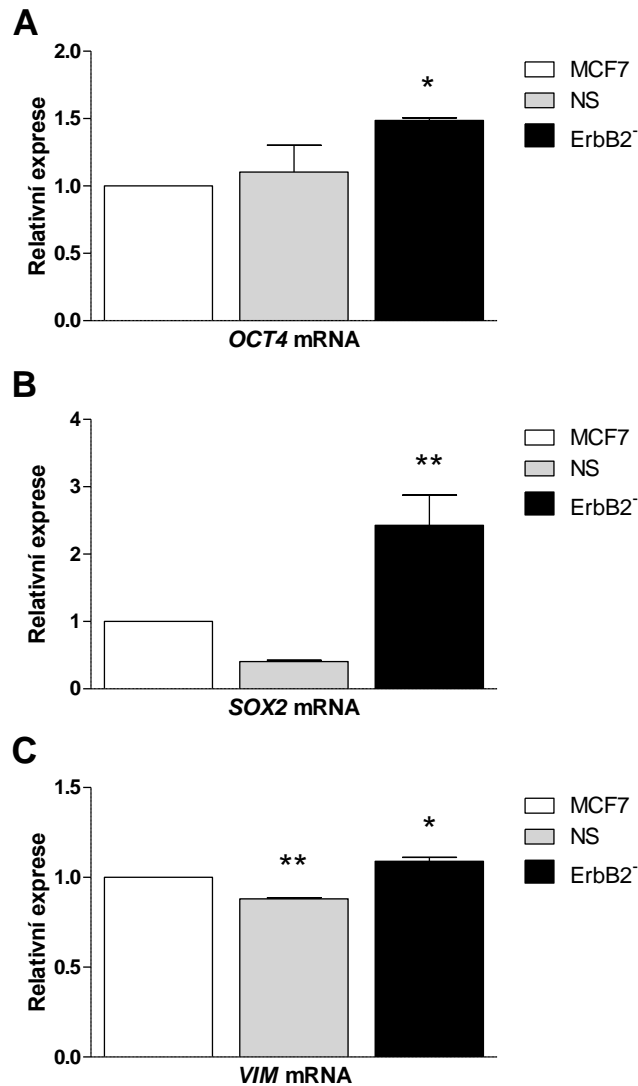 A
Relativní exprese
2.0
1.5
1.0
0.5
0.0
*
OCT4 mRNA
MCF7
NS
ErbB2⁻
B
Relativní exprese
4
3
2
1
0
**
SOX2 mRNA
MCF7
NS
ErbB2⁻
C
Relativní exprese
1.5
1.0
0.5
0.0
**
*
VIM mRNA
MCF7
NS
ErbB2⁻